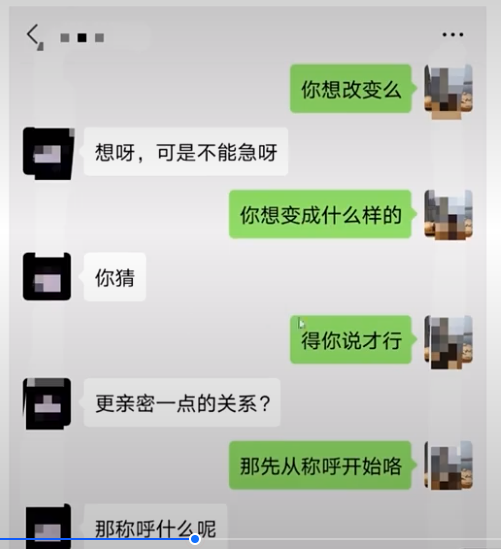 你想改变么
想呀，可是不能急呀
你想变成什么样的
你猜
得你说才行
更亲密一点的关系？
那先从称呼开始咯
那称呼什么呢